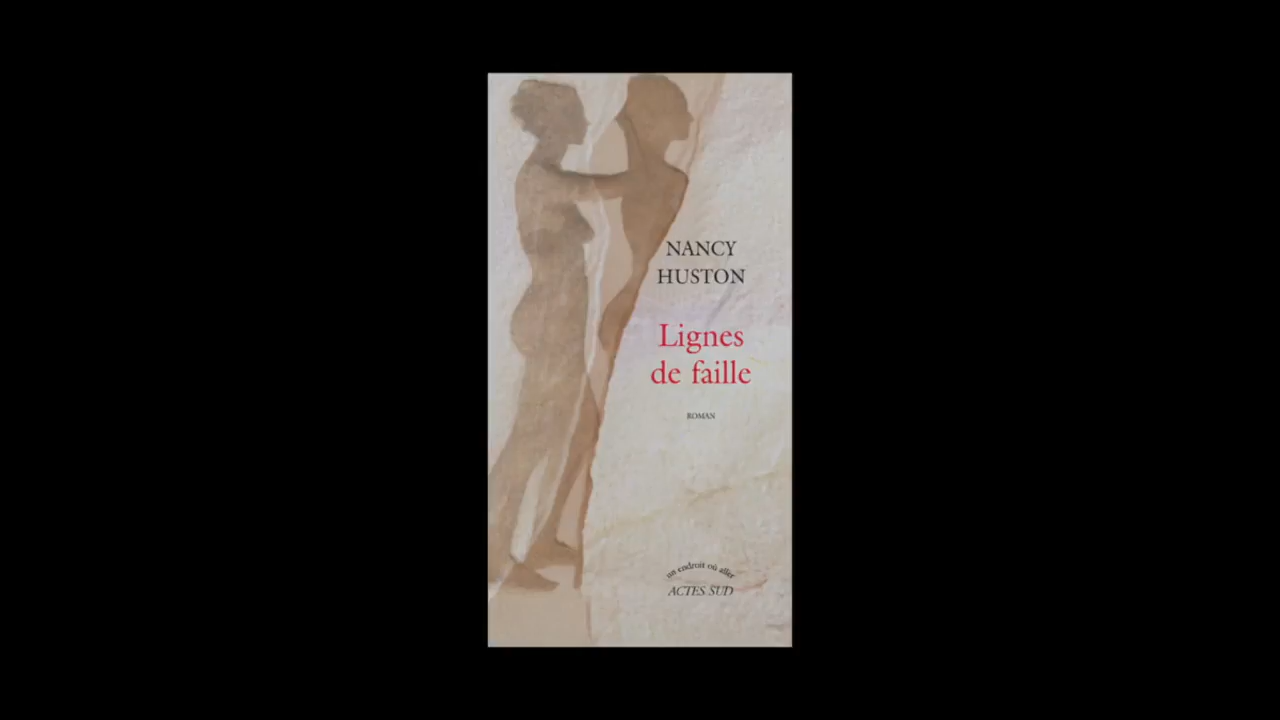 NANCY
HUSTON
Lignes
de faille
ROMAN
un endroit où aller
ACTES SUD